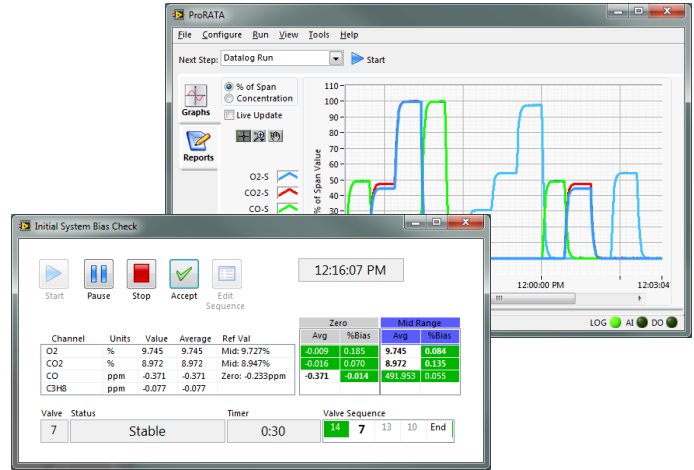 ProRATA
File Configure Run View Tools Help
Next Step: Datalog Run Start
Graphs
Reports
% of Span
Concentration
Live Update
O2-S
CO2-S
CO-S
% of Span Value
110
100
90
80
70
60
50
40
30
12:00:00 PM 12:03:04
LOG AI DO
Initial System Bias Check
Start Pause Stop Accept Edit Sequence
12:16:07 PM
Zero Mid Range
Channel Units Value Average Ref Val Avg %Bias Avg %Bias
O2 % 9.745 9.745 Mid: 9.727% -0.009 0.185 9.745 0.084
CO2 % 8.972 8.972 Mid: 8.947% -0.016 0.070 8.972 0.135
CO ppm -0.371 -0.371 Zero: -0.233ppm -0.371 -0.014 491.953 0.055
C3H8 ppm -0.077 -0.077
Valve Status Timer Valve Sequence
7 Stable 0:30 14 7 13 10 End